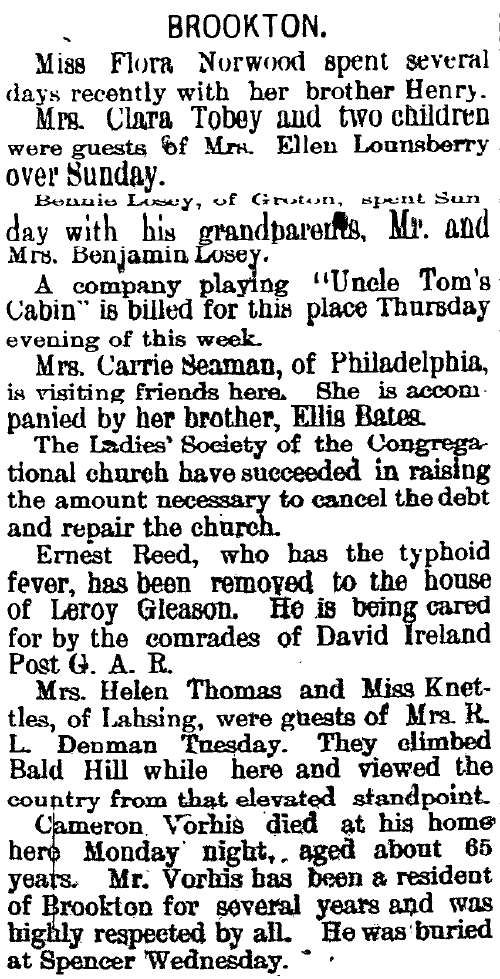 BROOKTON.
Miss Flora Norwood spent several
days recently with her brother Henry.
Mrs. Clara Tobey and two children
were guests of Mrs. Ellen Lounsberry
over Sunday.
Bennie Losey, of Groton, spent Sun
day with his grandparents, Mr. and
Mrs. Benjamin Losey.
A company playing "Uncle Tom's
Cabin" is billed for this place Thursday
evening of this week.
Mrs. Carrie Seaman, of Philadelphia,
is visiting friends here. She is accom-
panied by her brother, Ellis Bates.
The Ladies' Society of the Congrega-
tional church have succeeded in raising
the amount necessary to cancel the debt
and repair the church.
Ernest Reed, who has the typhoid
fever, has been removed to the house
of Leroy Gleason. He is being cared
for by the comrades of David Ireland
Post G. A. R.
Mrs. Helen Thomas and Miss Knet-
tles, of Lahsing, were guests of Mrs. R.
L. Denman Tuesday. They climbed
Bald Hill while here and viewed the
country from that elevated standpoint.
Cameron Vorhis died at his home
here Monday night, aged about 65
years. Mr. Vorhis has been a resident
of Brookton for several years and was
highly respected by all. He was buried
at Spencer Wednesday.